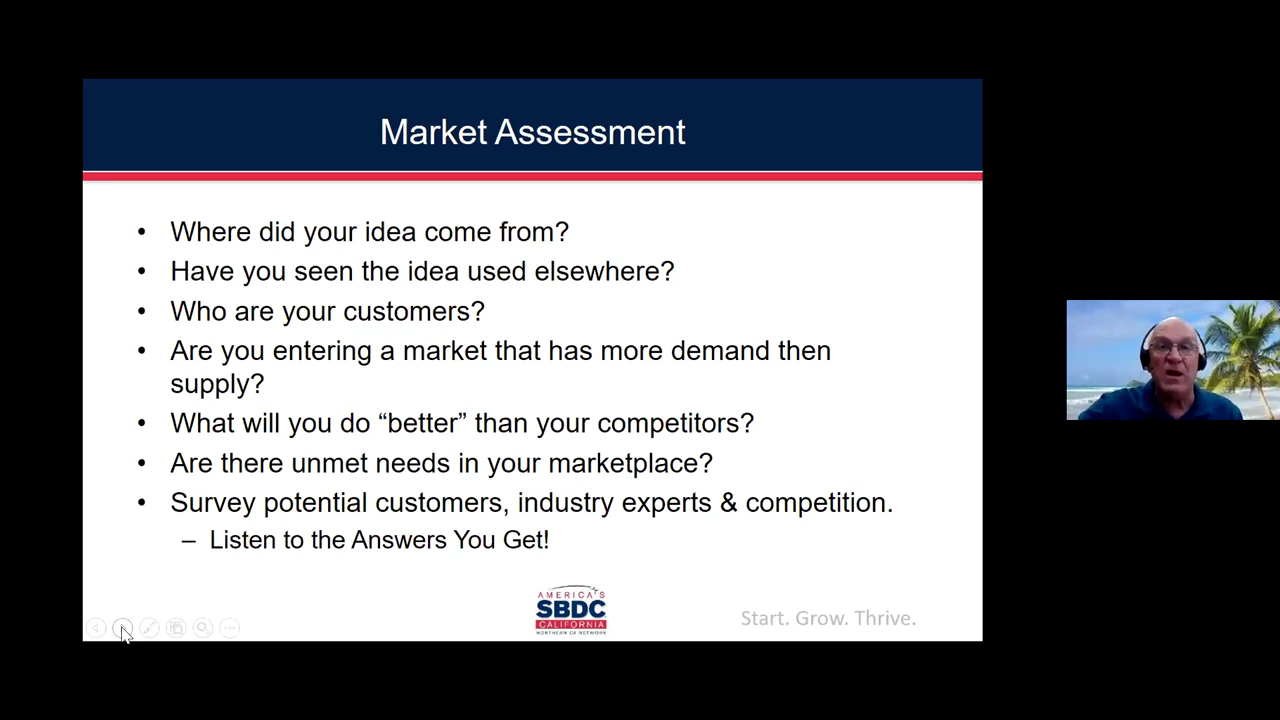 Market Assessment
• Where did your idea come from?
• Have you seen the idea used elsewhere?
• Who are your customers?
• Are you entering a market that has more demand then
supply?
• What will you do “better” than your competitors?
• Are there unmet needs in your marketplace?
• Survey potential customers, industry experts & competition.
– Listen to the Answers You Get!
AMERICA'S
SBDC
CALIFORNIA
NORTHERN CA NETWORK
Start. Grow. Thrive.